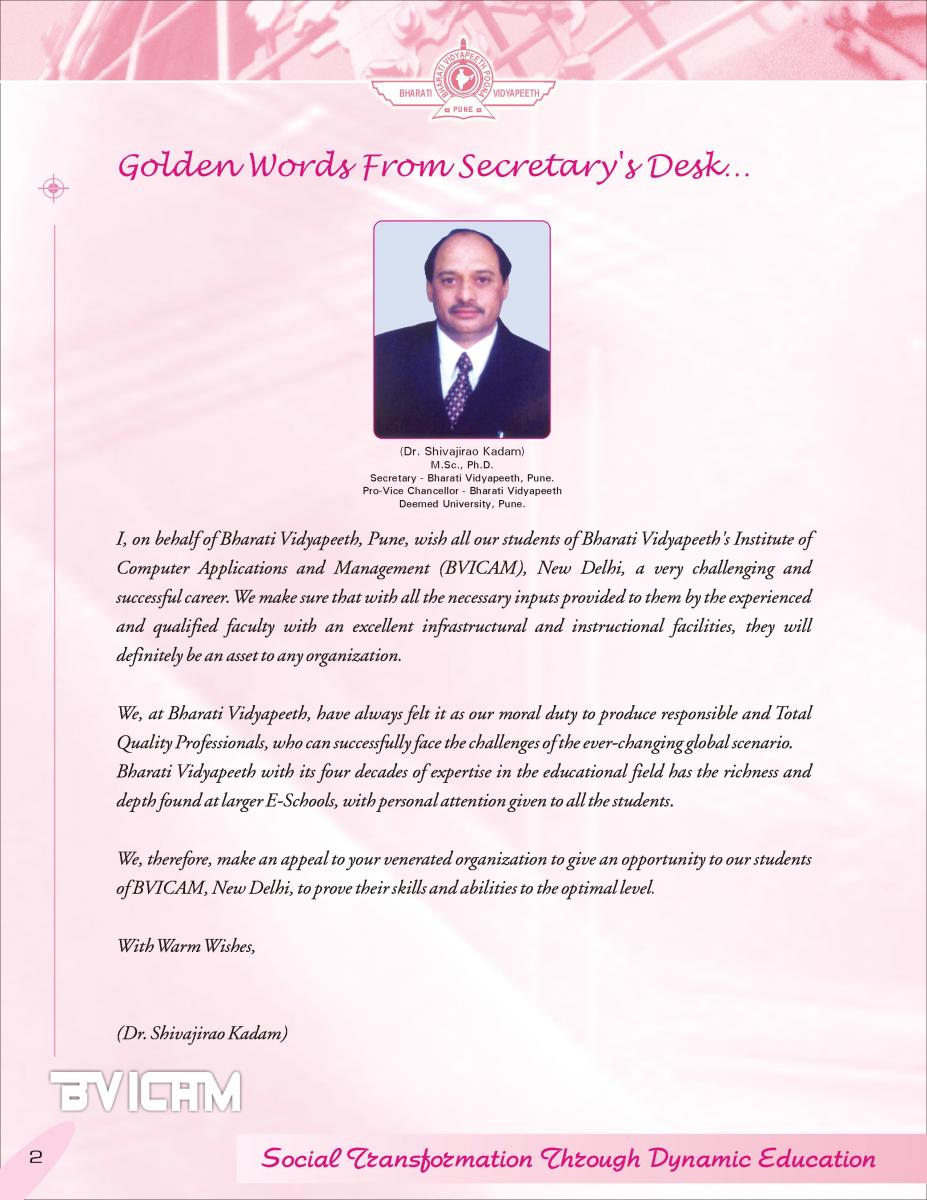 BHARATI VIDYAPEETH POONA
BHARATI VIDYAPEETH
PUNE
Golden Words From Secretary's Desk...
(Dr. Shivajirao Kadam)
M.Sc., Ph.D.
Secretary - Bharati Vidyapeeth, Pune.
Pro-Vice Chancellor - Bharati Vidyapeeth
Deemed University, Pune.
I, on behalf of Bharati Vidyapeeth, Pune, wish all our students of Bharati Vidyapeeth's Institute of
Computer Applications and Management (BVICAM), New Delhi, a very challenging and
successful career. We make sure that with all the necessary inputs provided to them by the experienced
and qualified faculty with an excellent infrastructural and instructional facilities, they will
definitely be an asset to any organization.
We, at Bharati Vidyapeeth, have always felt it as our moral duty to produce responsible and Total
Quality Professionals, who can successfully face the challenges of the ever-changing global scenario.
Bharati Vidyapeeth with its four decades of expertise in the educational field has the richness and
depth found at larger E-Schools, with personal attention given to all the students.
We, therefore, make an appeal to your venerated organization to give an opportunity to our students
of BVICAM, New Delhi, to prove their skills and abilities to the optimal level.
With Warm Wishes,
(Dr. Shivajirao Kadam)
BVICAM
2
Social Transformation Through Dynamic Education